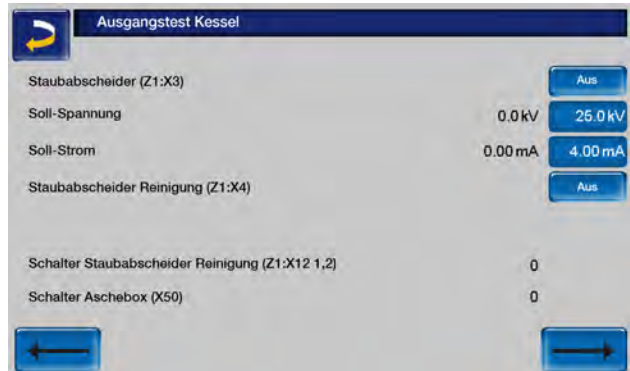 Ausgangstest Kessel
Staubabscheider (Z1:X3) Aus
Soll-Spannung 0.0 kV 25.0 kV
Soll-Strom 0.00 mA 4.00 mA
Staubabscheider Reinigung (Z1:X4) Aus
Schalter Staubabscheider Reinigung (Z1:X12 1,2) 0
Schalter Aschebox (X50) 0